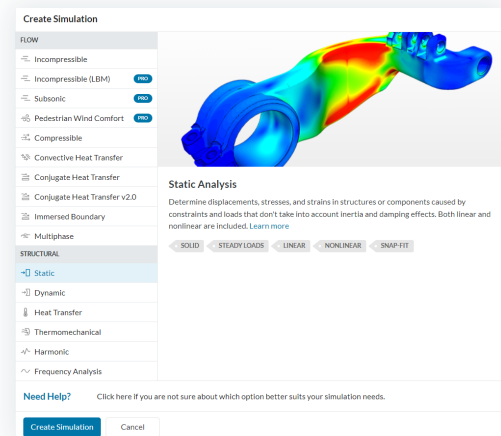 Create Simulation
FLOW
Incompressible
Incompressible (LBM) PRO
Subsonic PRO
Pedestrian Wind Comfort PRO
Compressible
Convective Heat Transfer
Conjugate Heat Transfer
Conjugate Heat Transfer v2.0
Immersed Boundary
Multiphase
STRUCTURAL
Static
Dynamic
Heat Transfer
Thermomechanical
Harmonic
Frequency Analysis
Static Analysis
Determine displacements, stresses, and strains in structures or components caused by
constraints and loads that don't take into account inertia and damping effects. Both linear and
nonlinear are included. Learn more
SOLID STEADY LOADS LINEAR NONLINEAR SNAP-FIT
Need Help? Click here if you are not sure about which option better suits your simulation needs.
Create Simulation Cancel